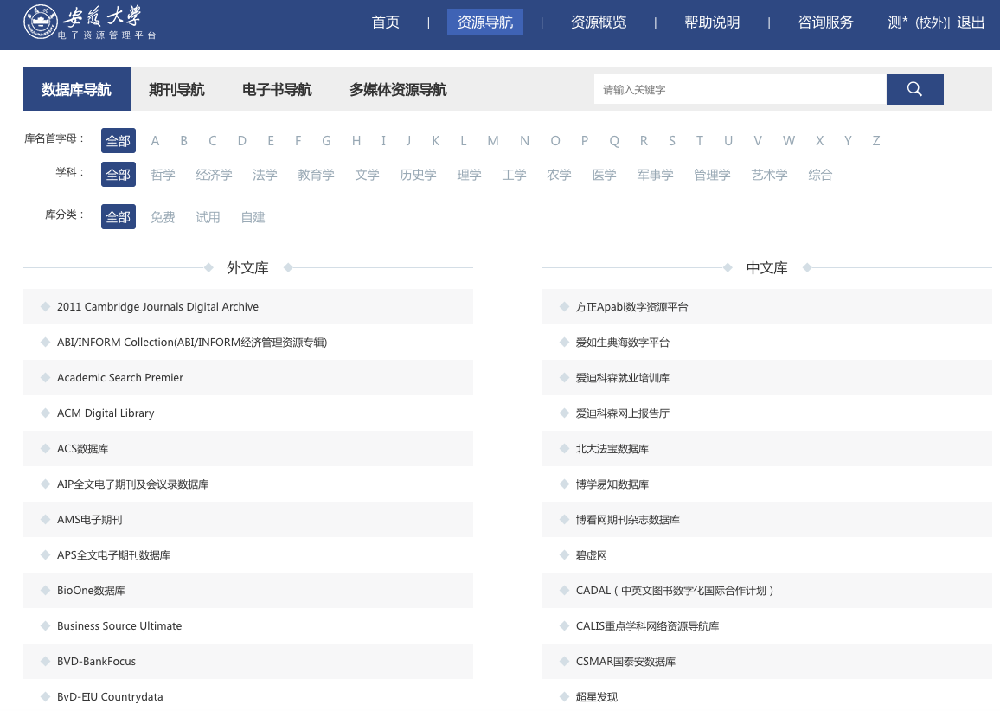 安徽大学
电子资源管理平台
首页 | 资源导航 | 资源概览 | 帮助说明 | 咨询服务 测* (校外)| 退出
数据库导航 期刊导航 电子书导航 多媒体资源导航 请输入关键字
库名首字母： 全部 A B C D E F G H I J K L M N O P Q R S T U V W X Y Z
学科： 全部 哲学 经济学 法学 教育学 文学 历史学 理学 工学 农学 医学 军事学 管理学 艺术学 综合
库分类： 全部 免费 试用 自建
外文库
2011 Cambridge Journals Digital Archive
ABI/INFORM Collection(ABI/INFORM经济管理资源专辑)
Academic Search Premier
ACM Digital Library
ACS数据库
AIP全文电子期刊及会议录数据库
AMS电子期刊
APS全文电子期刊数据库
BioOne数据库
Business Source Ultimate
BVD-BankFocus
BvD-EIU Countrydata
中文库
方正Apabi数字资源平台
爱如生典海数字平台
爱迪科森就业培训库
爱迪科森网上报告厅
北大法宝数据库
博学易知数据库
博看网期刊杂志数据库
碧虚网
CADAL（中英文图书数字化国际合作计划）
CALIS重点学科网络资源导航库
CSMAR国泰安数据库
超星发现